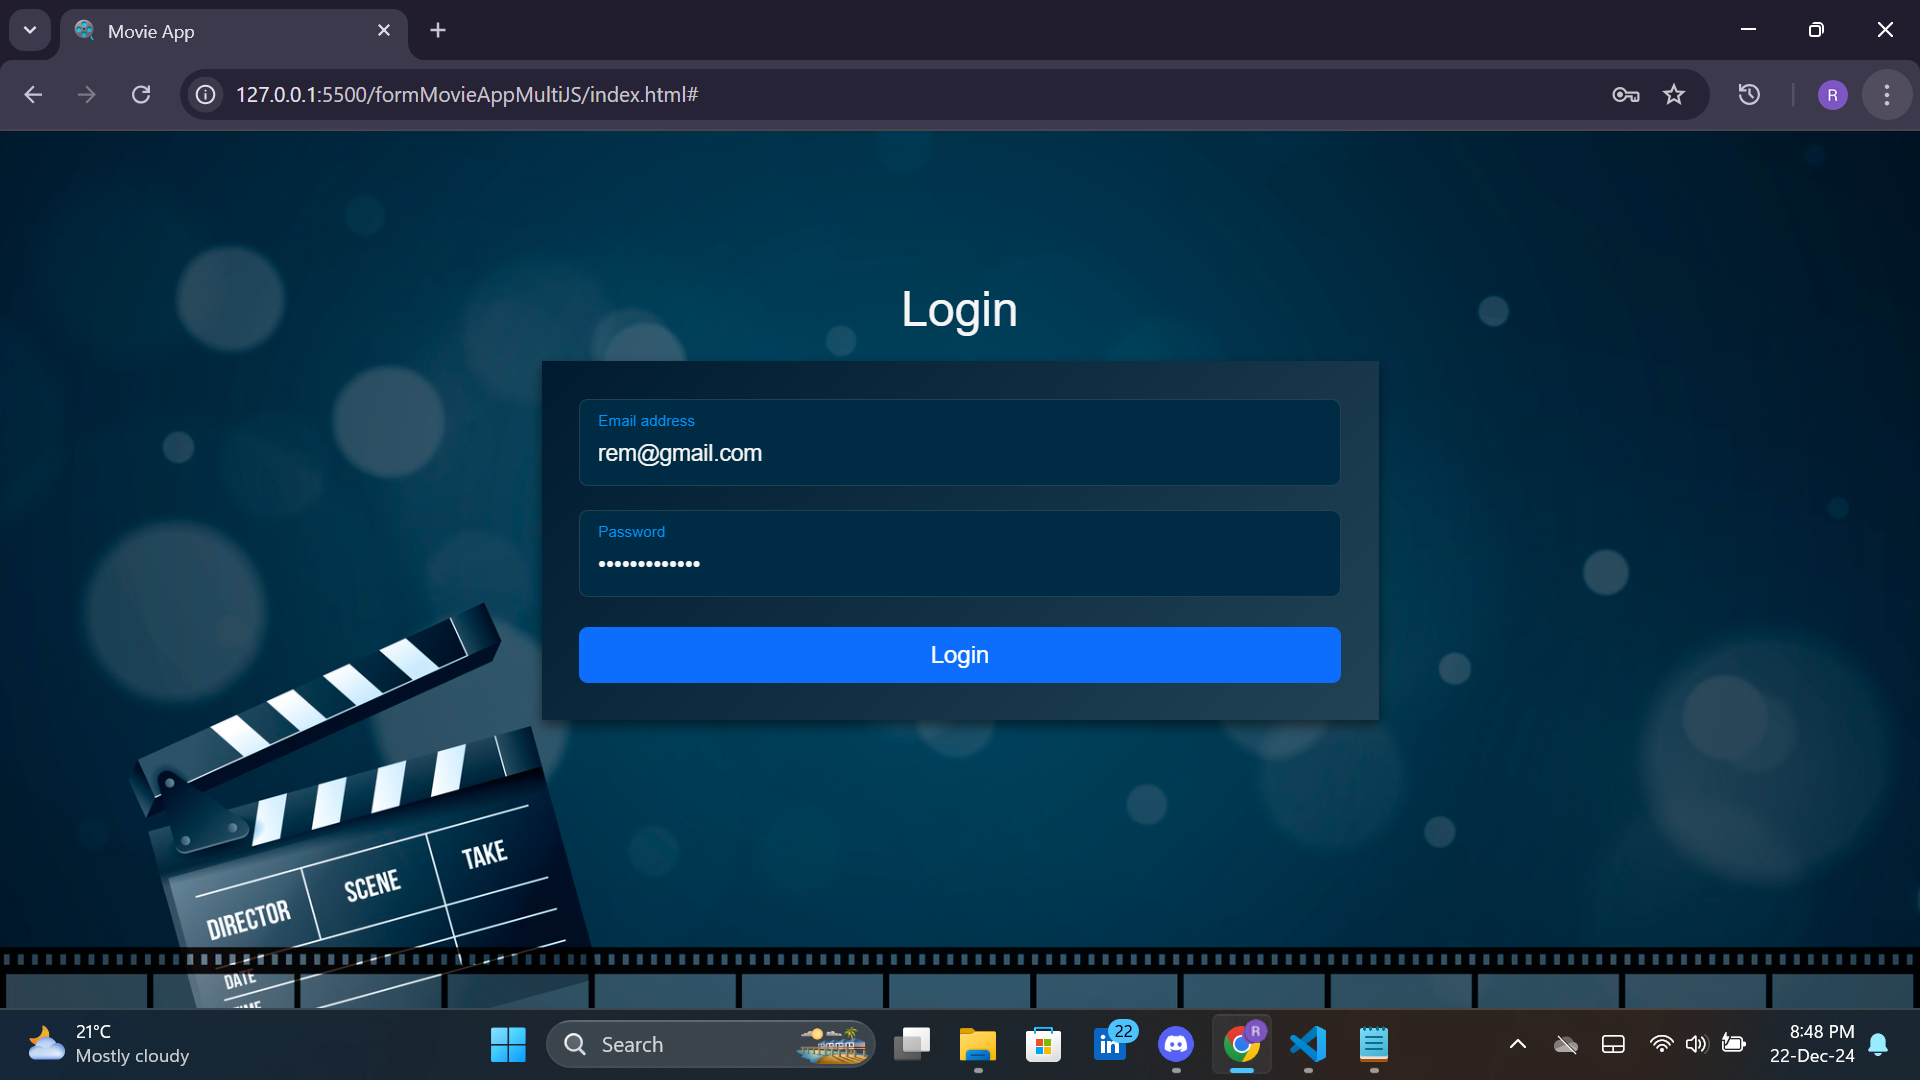 Movie App
127.0.0.1:5500/formMovieAppMultiJS/index.html#
R
Login
Email address
rem@gmail.com
Password
•••••••••••••
Login
DIRECTOR
SCENE
TAKE
DATE
21°C
Mostly cloudy
Search
22
R
8:48 PM
22-Dec-24